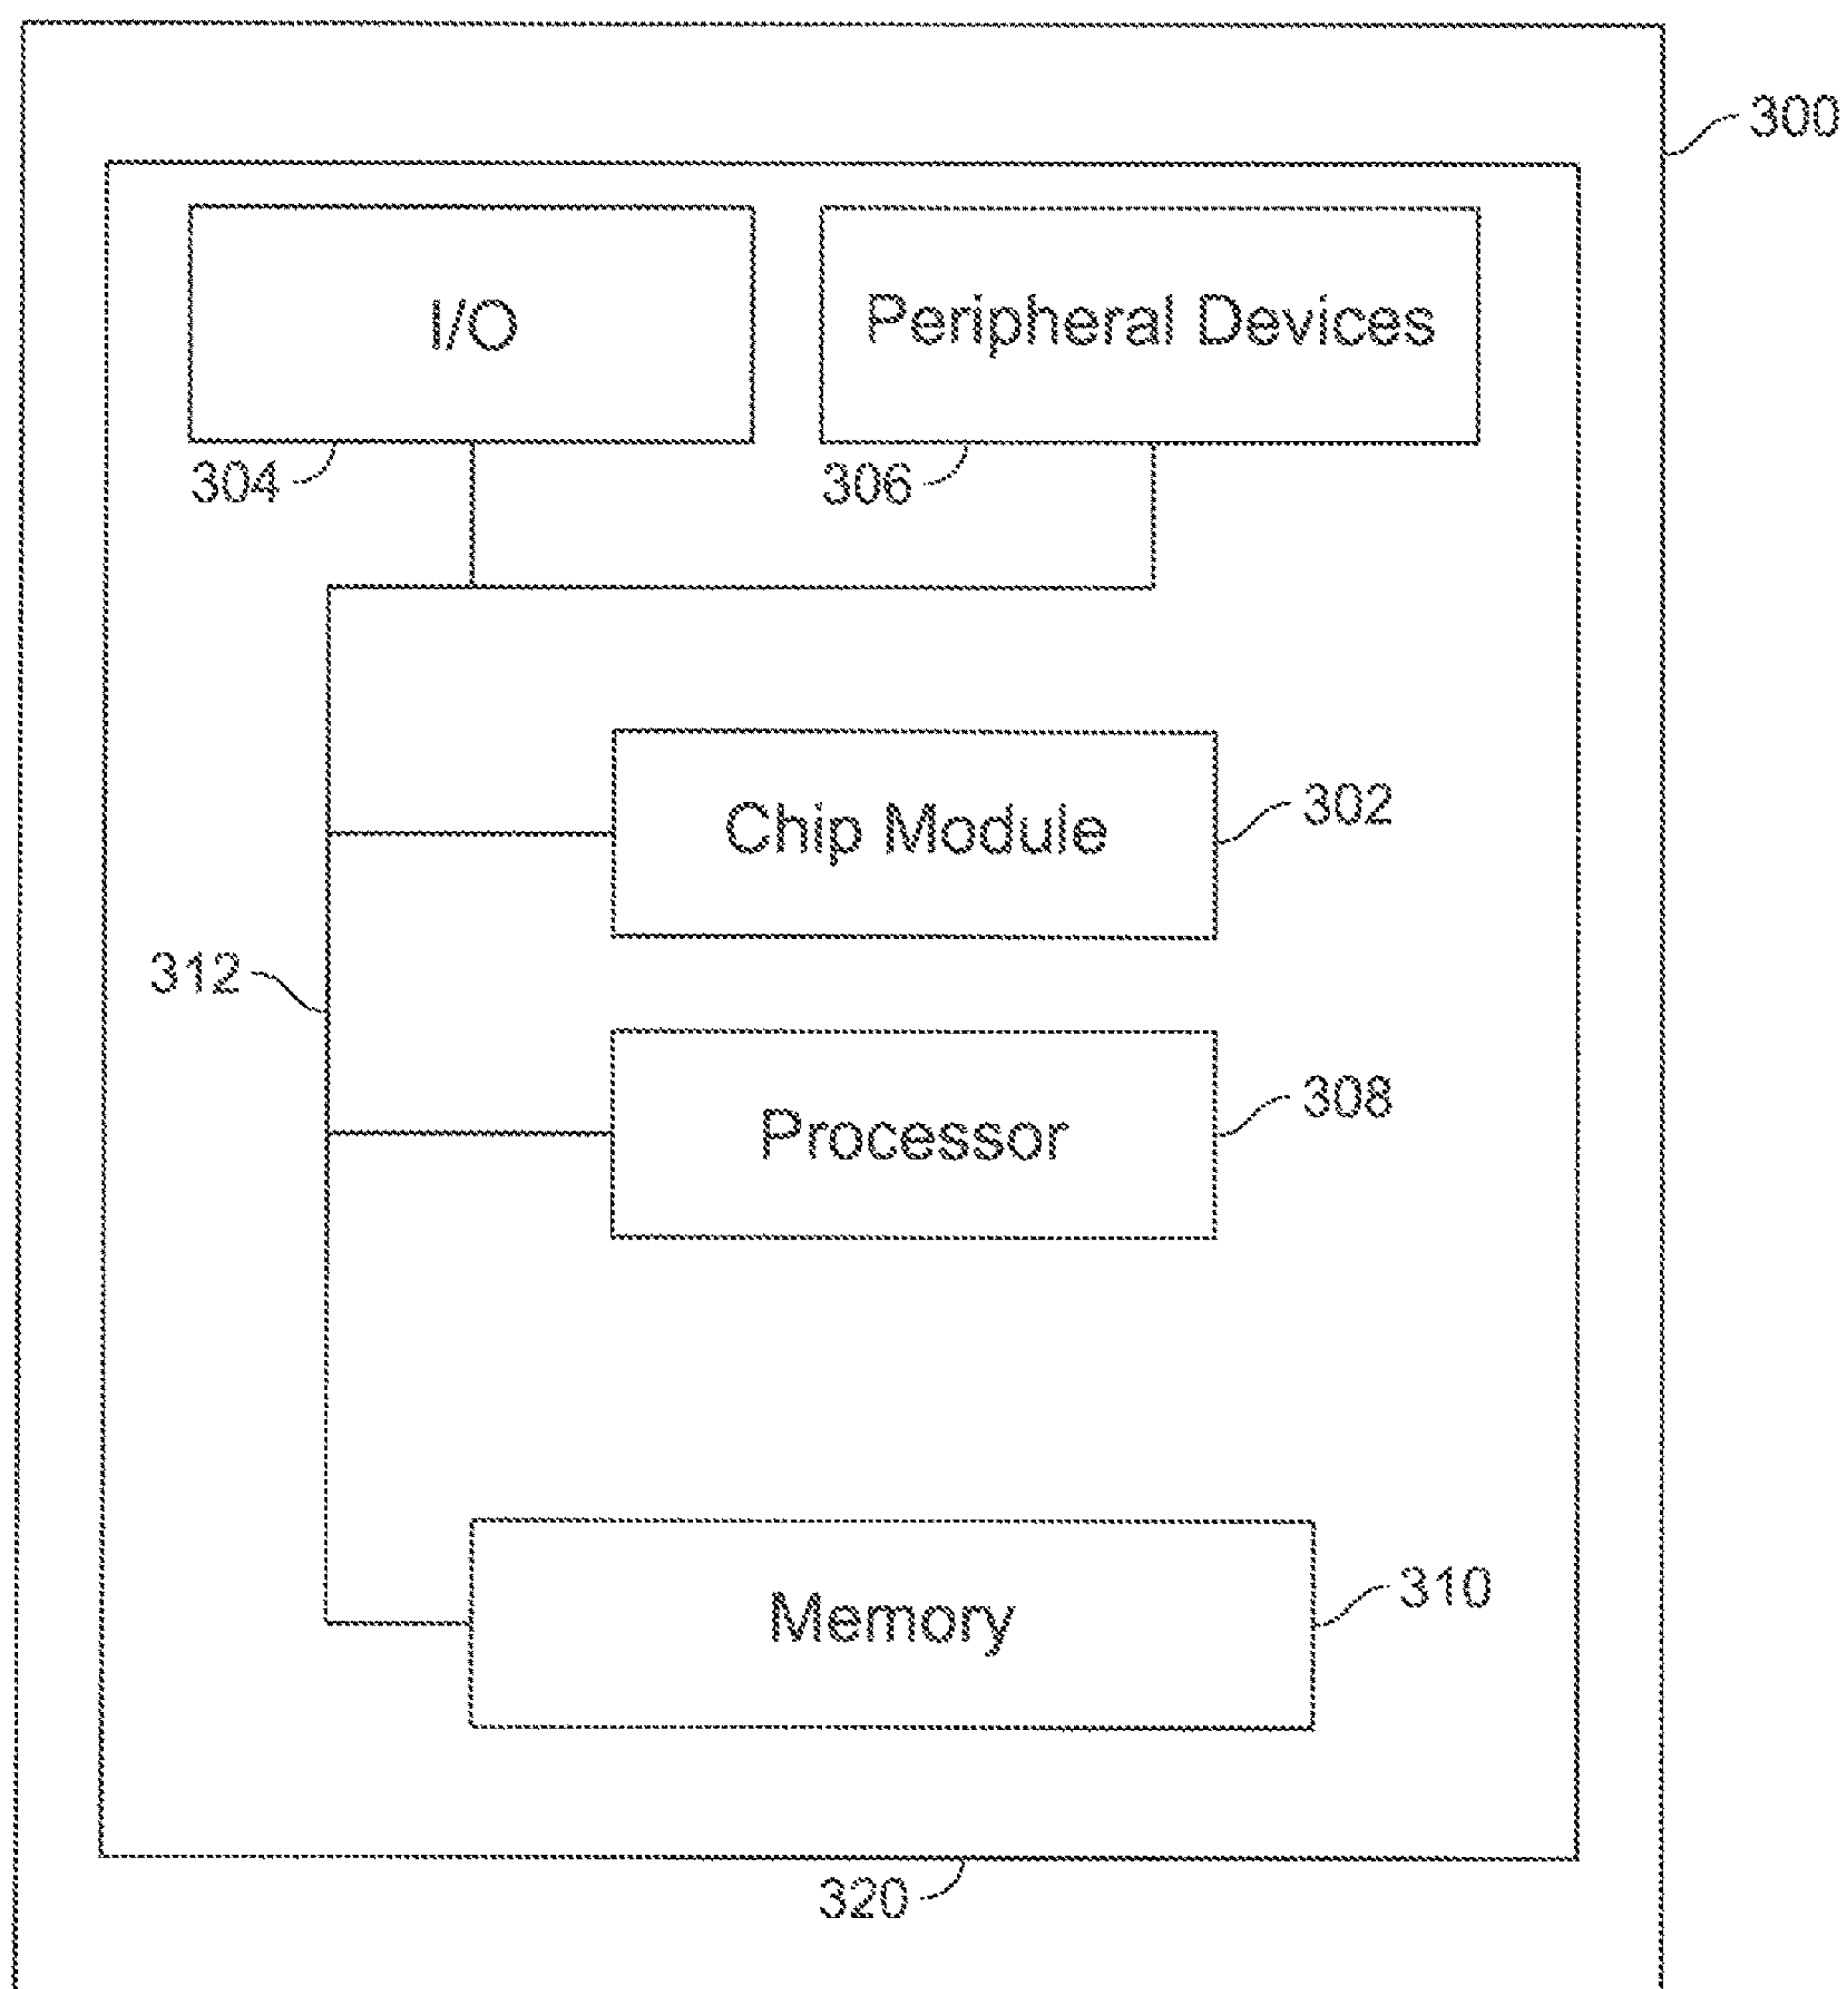 300
I/O
Peripheral Devices
304
306
Chip Module
302
312
Processor
308
Memory
310
320